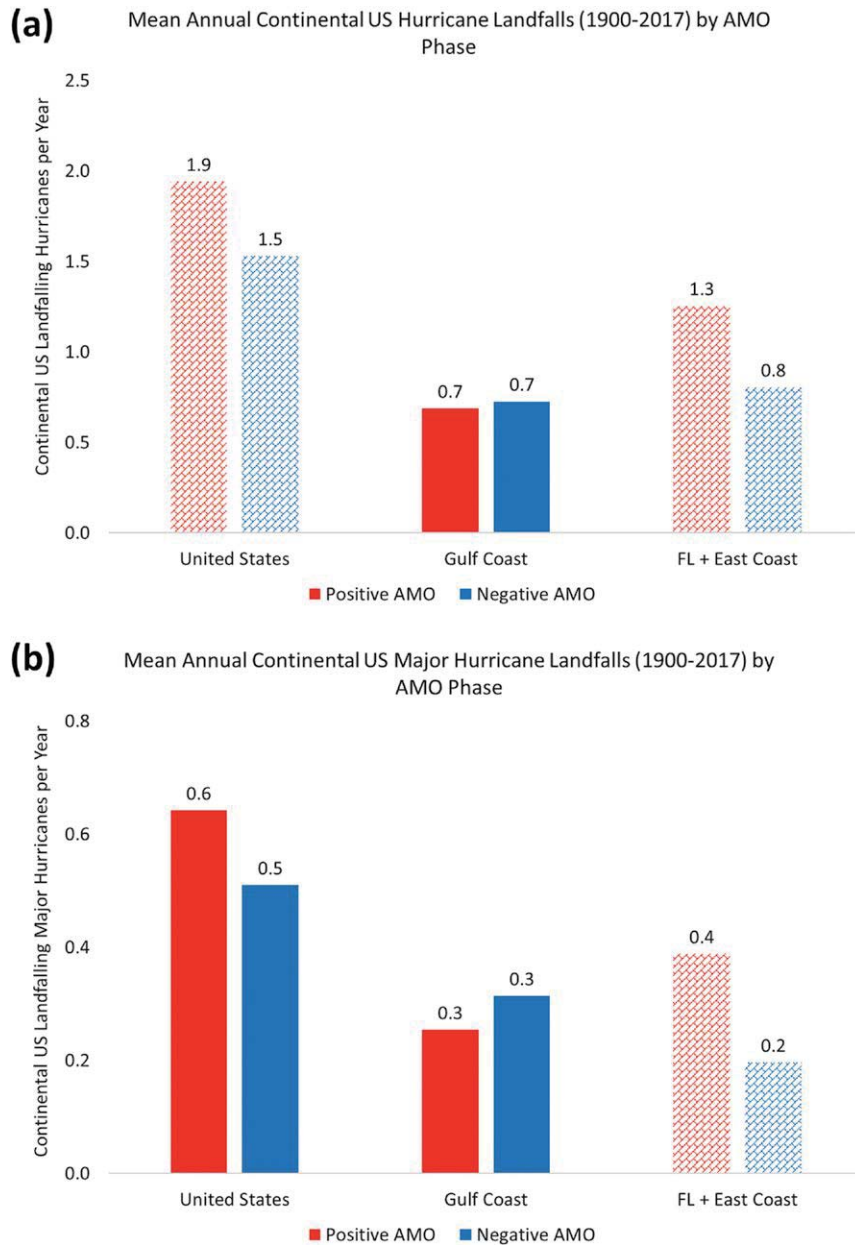 (a)
Mean Annual Continental US Hurricane Landfalls (1900-2017) by AMO
Phase
Continental US Landfalling Hurricanes per Year
2.5
2.0
1.5
1.0
0.5
0.0
1.9
1.5
0.7
0.7
1.3
0.8
United States
Gulf Coast
FL + East Coast
Positive AMO
Negative AMO
(b)
Mean Annual Continental US Major Hurricane Landfalls (1900-2017) by
AMO Phase
Continental US Landfalling Major Hurricanes per Year
0.8
0.6
0.4
0.2
0.0
0.6
0.5
0.3
0.3
0.4
0.2
United States
Gulf Coast
FL + East Coast
Positive AMO
Negative AMO